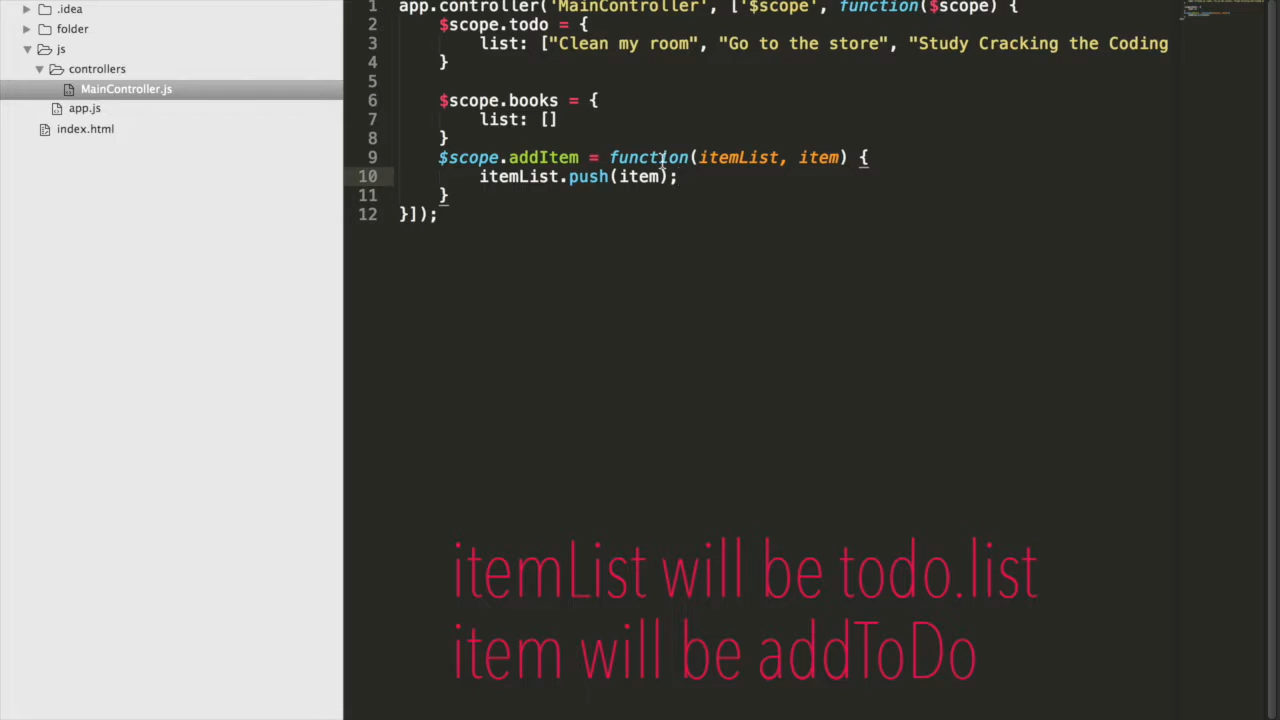 .idea
folder
js
controllers
MainController.js
app.js
index.html
1 app.controller('MainController', ['$scope', function($scope) {
2 $scope.todo = {
3 list: ["Clean my room", "Go to the store", "Study Cracking the Coding
4 }
5
6 $scope.books = {
7 list: []
8 }
9 $scope.addItem = function(itemList, item) {
10 itemList.push(item);
11 }
12 }]);
itemList will be todo.list
item will be addToDo